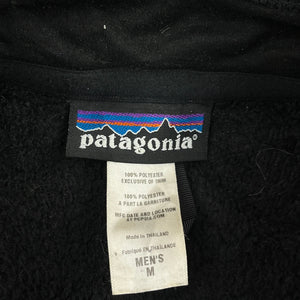 patagonia®
100% POLYESTER
EXCLUSIVE OF TRIM
100% POLYESTER
A PART LA GARNITURE
MFG DATE AND LOCATION
Made in THAILAND
Fabriqué en THAÏLANDE
MEN'S
M